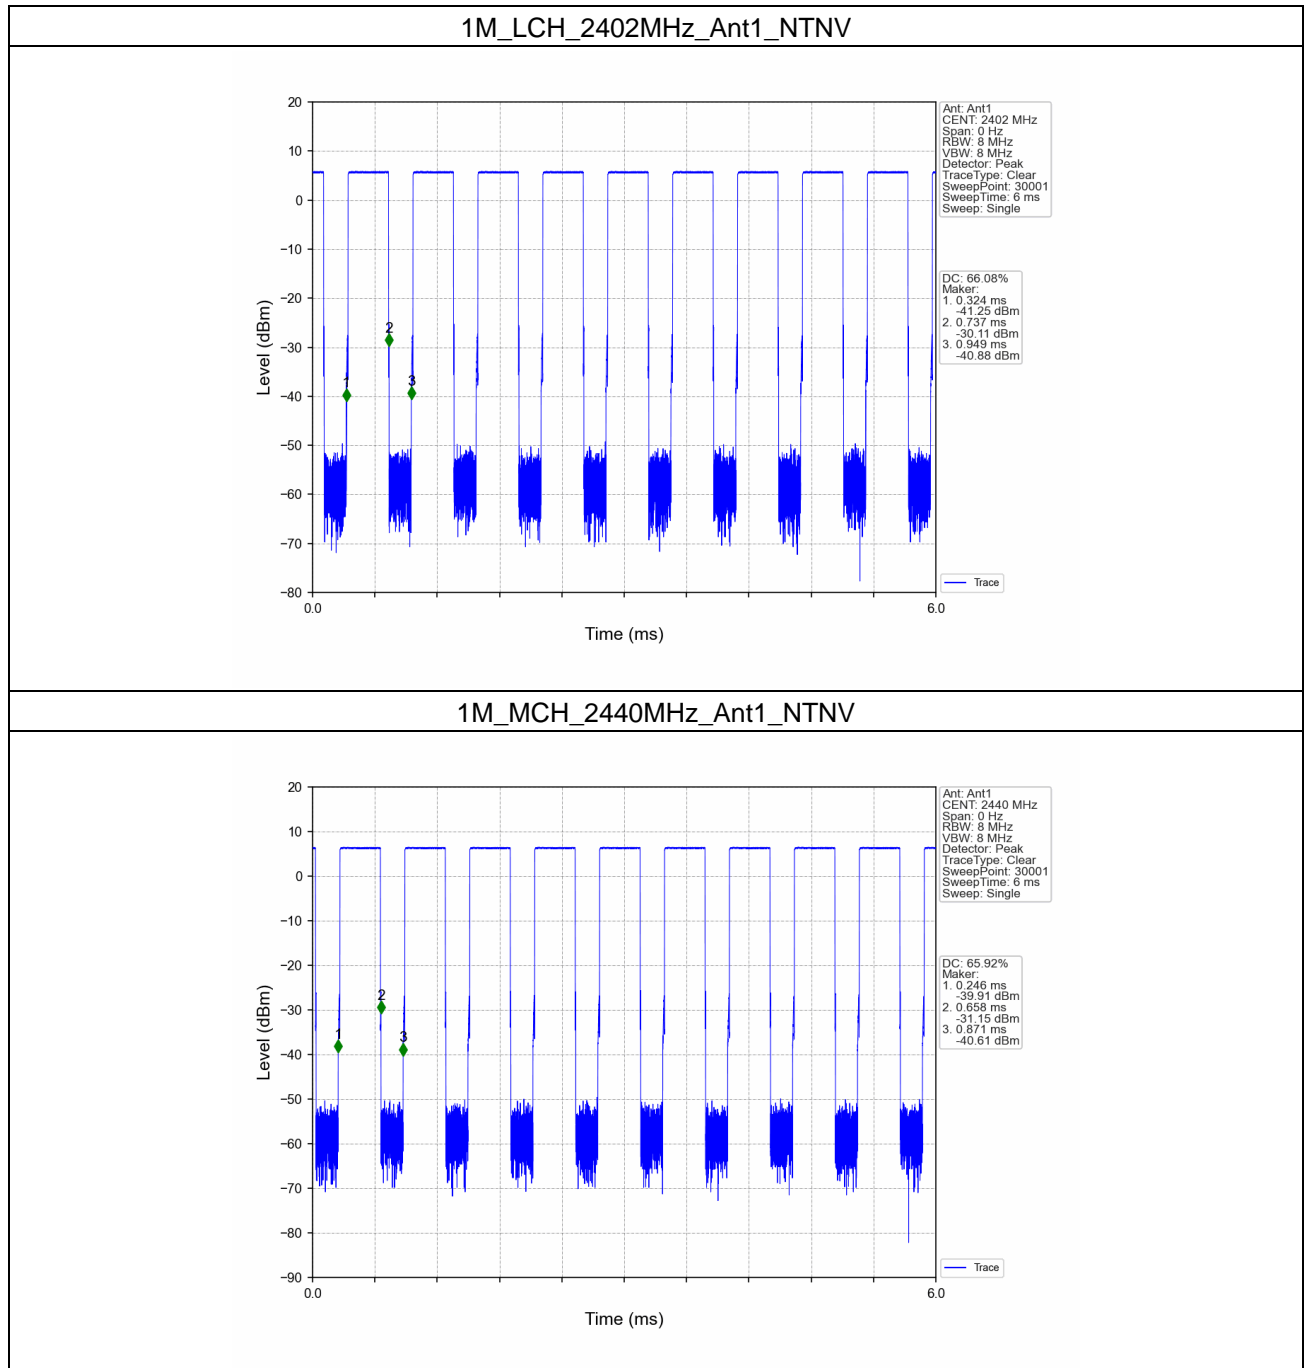 1M_LCH_2402MHz_Ant1_NTNV
20
10
0
−10
−20
−30
−40
−50
−60
−70
−80
Level (dBm)
0.0
6.0
Time (ms)
1
2
3
Ant: Ant1
CENT: 2402 MHz
Span: 0 Hz
RBW: 8 MHz
VBW: 8 MHz
Detector: Peak
TraceType: Clear
SweepPoint: 30001
SweepTime: 6 ms
Sweep: Single
DC: 66.08%
Maker:
1. 0.324 ms
-41.25 dBm
2. 0.737 ms
-30.11 dBm
3. 0.949 ms
-40.88 dBm
Trace
1M_MCH_2440MHz_Ant1_NTNV
20
10
0
−10
−20
−30
−40
−50
−60
−70
−80
−90
Level (dBm)
0.0
6.0
Time (ms)
1
2
3
Ant: Ant1
CENT: 2440 MHz
Span: 0 Hz
RBW: 8 MHz
VBW: 8 MHz
Detector: Peak
TraceType: Clear
SweepPoint: 30001
SweepTime: 6 ms
Sweep: Single
DC: 65.92%
Maker:
1. 0.246 ms
-39.91 dBm
2. 0.658 ms
-31.15 dBm
3. 0.871 ms
-40.61 dBm
Trace